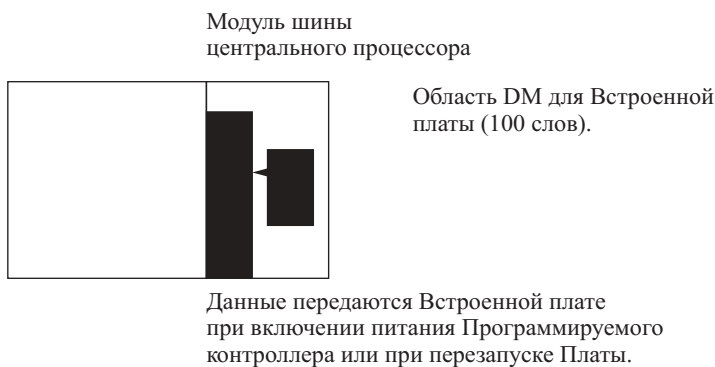 Модуль шины
центрального процессора
Область DM для Встроенной
платы (100 слов).
Данные передаются Встроенной плате
при включении питания Программируемого
контроллера или при перезапуске Платы.